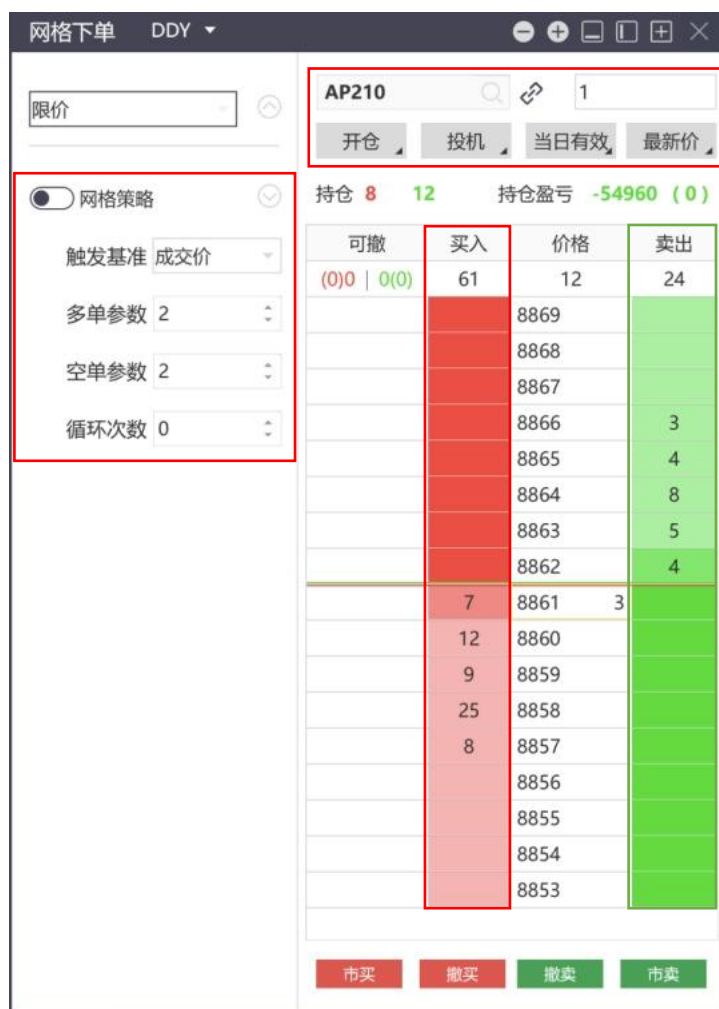 网格下单 DDY
限价
网格策略
触发基准 成交价
多单参数 2
空单参数 2
循环次数 0
AP210 1
开仓 投机 当日有效 最新价
持仓 8 12 持仓盈亏 -54960 (0)
可撤 买入 价格 卖出
(0)0 | 0(0) 61 12 24
8869
8868
8867
8866 3
8865 4
8864 8
8863 5
8862 4
7 8861 3
12 8860
9 8859
25 8858
8 8857
8856
8855
8854
8853
市买 撤买 撤卖 市卖